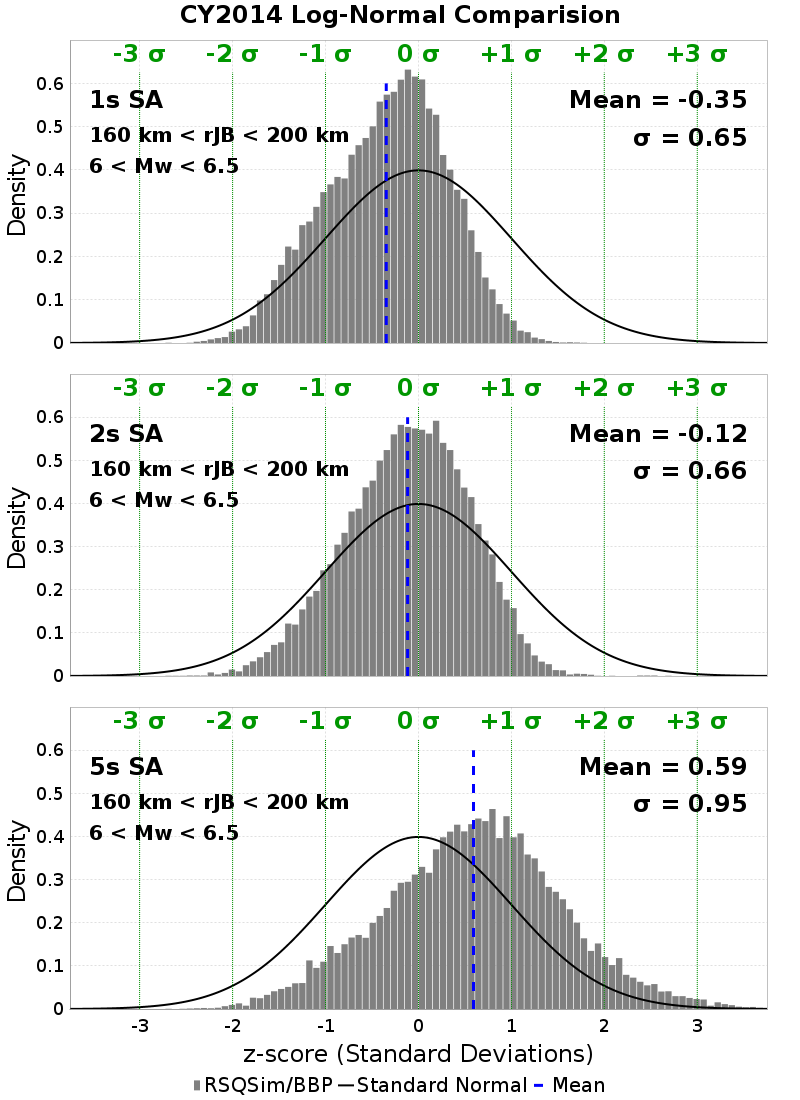 CY2014 Log-Normal Comparision
-3 σ -2 σ -1 σ 0 σ +1 σ +2 σ +3 σ
1s SA Mean = -0.35
160 km < rJB < 200 km σ = 0.65
6 < Mw < 6.5
0.6
0.5
0.4
0.3
0.2
0.1
0
Density
-3 σ -2 σ -1 σ 0 σ +1 σ +2 σ +3 σ
2s SA Mean = -0.12
160 km < rJB < 200 km σ = 0.66
6 < Mw < 6.5
0.6
0.5
0.4
0.3
0.2
0.1
0
Density
-3 σ -2 σ -1 σ 0 σ +1 σ +2 σ +3 σ
5s SA Mean = 0.59
160 km < rJB < 200 km σ = 0.95
6 < Mw < 6.5
0.6
0.5
0.4
0.3
0.2
0.1
0
Density
-3 -2 -1 0 1 2 3
z-score (Standard Deviations)
RSQSim/BBP Standard Normal Mean